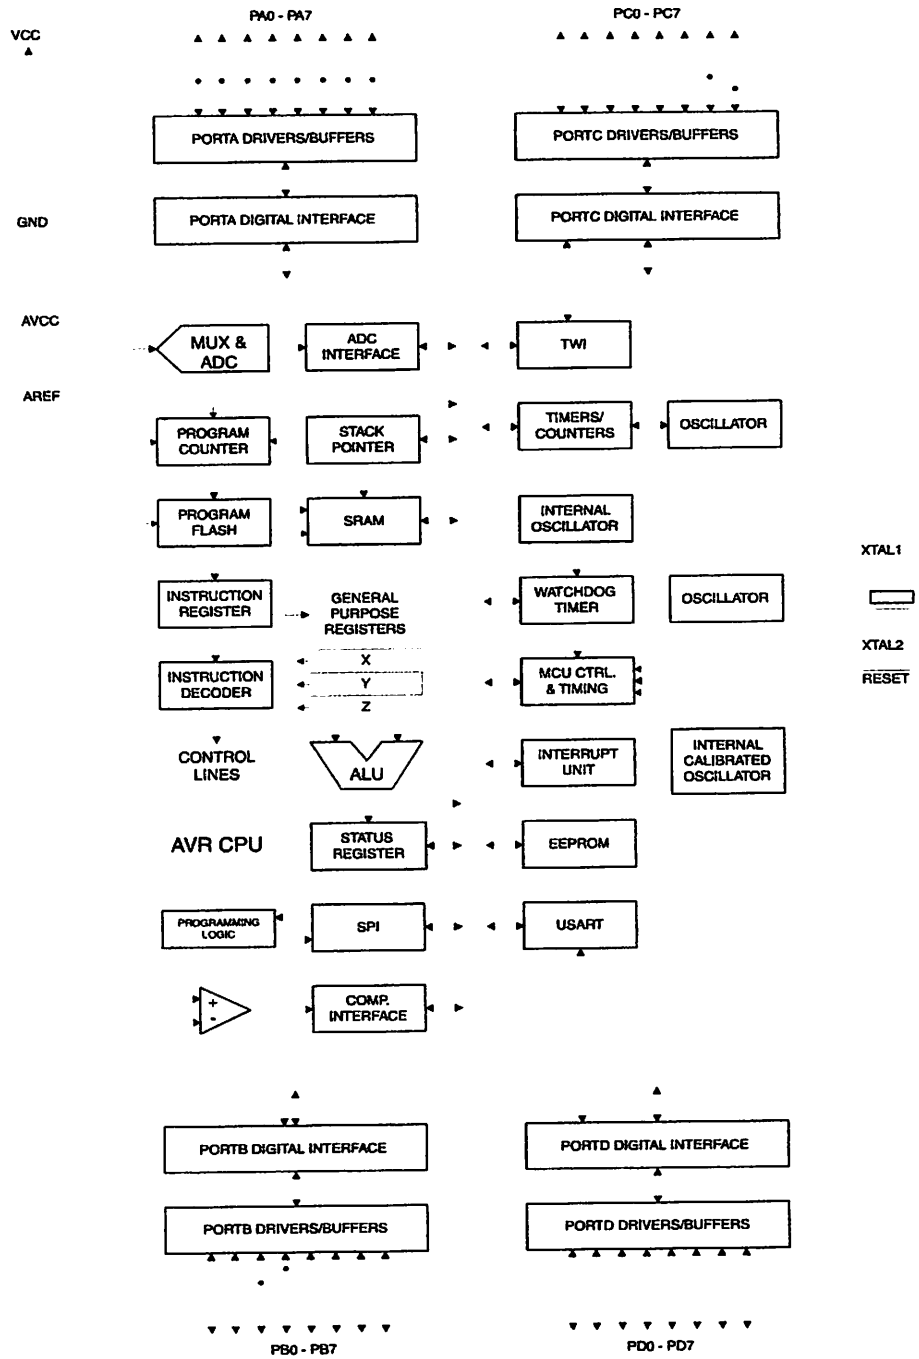 PA0 - PA7
PC0 - PC7
VCC
PORTA DRIVERS/BUFFERS
PORTC DRIVERS/BUFFERS
GND
PORTA DIGITAL INTERFACE
PORTC DIGITAL INTERFACE
AVCC
MUX &
ADC
ADC
INTERFACE
TWI
AREF
PROGRAM
COUNTER
STACK
POINTER
TIMERS/
COUNTERS
OSCILLATOR
PROGRAM
FLASH
SRAM
INTERNAL
OSCILLATOR
XTAL1
INSTRUCTION
REGISTER
GENERAL
PURPOSE
REGISTERS
WATCHDOG
TIMER
OSCILLATOR
XTAL2
INSTRUCTION
DECODER
X
Y
Z
MCU CTRL.
& TIMING
RESET
CONTROL
LINES
ALU
INTERRUPT
UNIT
INTERNAL
CALIBRATED
OSCILLATOR
AVR CPU
STATUS
REGISTER
EEPROM
PROGRAMMING
LOGIC
SPI
USART
+
-
COMP.
INTERFACE
PORTB DIGITAL INTERFACE
PORTD DIGITAL INTERFACE
PORTB DRIVERS/BUFFERS
PORTD DRIVERS/BUFFERS
PB0 - PB7
PD0 - PD7